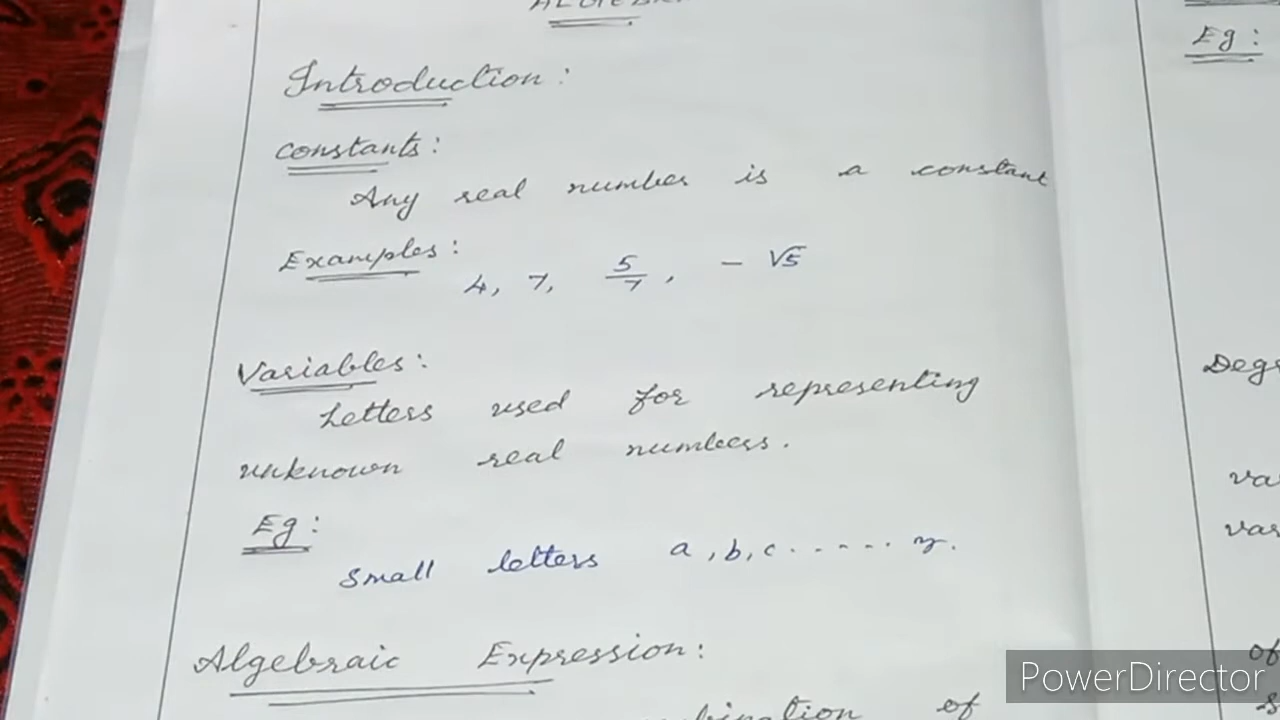 Introduction:
Constants:
Any real number is a constant
Examples:
4, 7, 5/7, - √5
Variables:
Letters used for representing
unknown real numbers.
Eg:
Small letters a, b, c...... z.
Algebraic Expression:
of
Eg:
PowerDirector